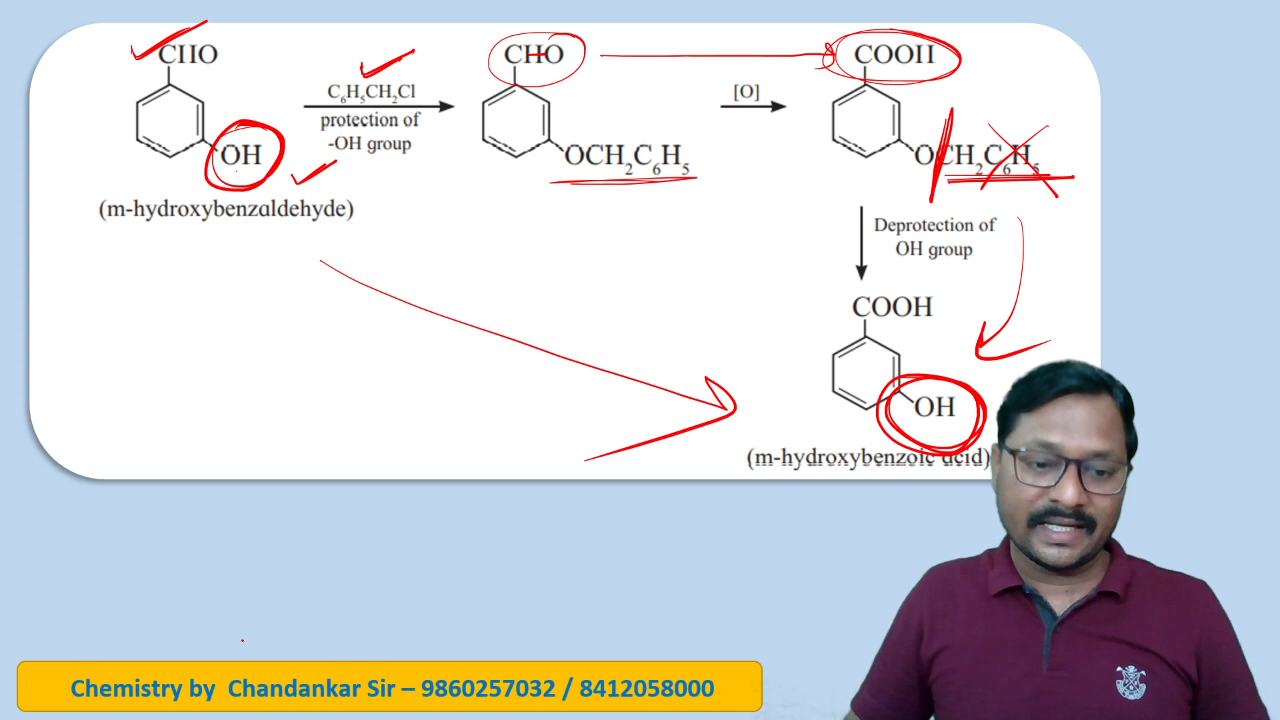 CHO
C₆H₅CH₂Cl
protection of
-OH group
OH
(m-hydroxybenzaldehyde)
CHO
OCH₂C₆H₅
[O]
COOH
OCH₂C₆H₅
Deprotection of
OH group
COOH
OH
(m-hydroxybenzoic acid)
Chemistry by Chandankar Sir – 9860257032 / 8412058000